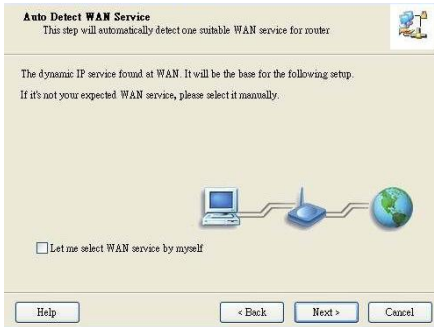 Auto Detect WAN Service
This step will automatically detect one suitable WAN service for router
The dynamic IP service found at WAN. It will be the base for the following setup.
If it's not your expected WAN service, please select it manually.
Let me select WAN service by myself
Help
< Back
Next >
Cancel